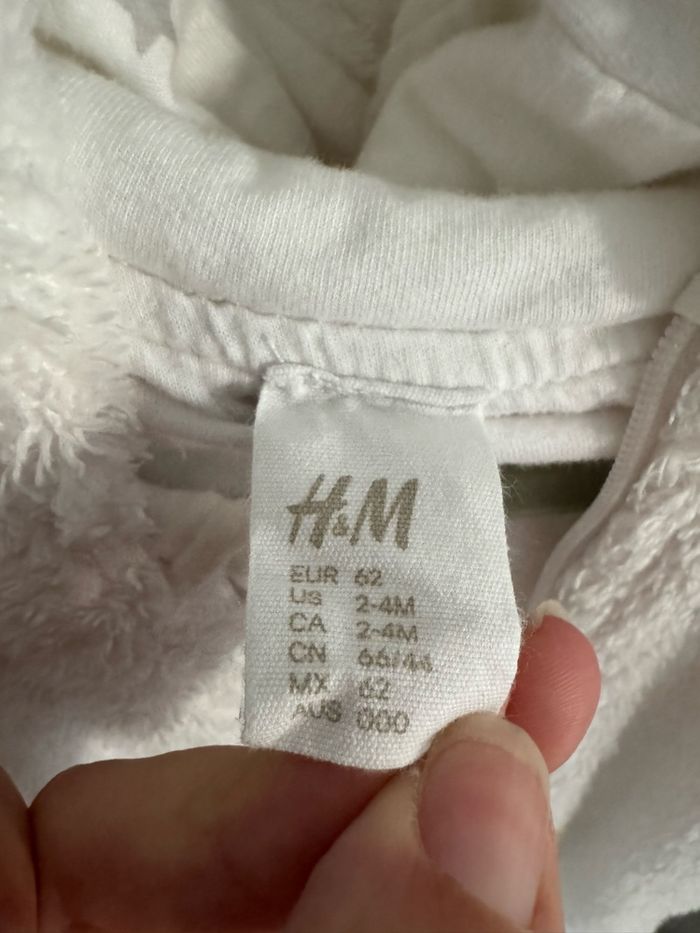 H&M
EUR 62
US 2-4M
CA 2-4M
CN 66/44
MX 62
AUS 000